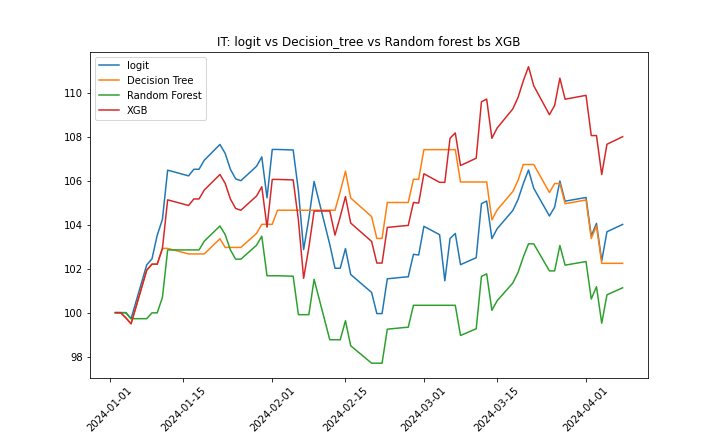 IT: logit vs Decision_tree vs Random forest bs XGB
logit
Decision Tree
Random Forest
XGB
110
108
106
104
102
100
98
2024-01-01
2024-01-15
2024-02-01
2024-02-15
2024-03-01
2024-03-15
2024-04-01